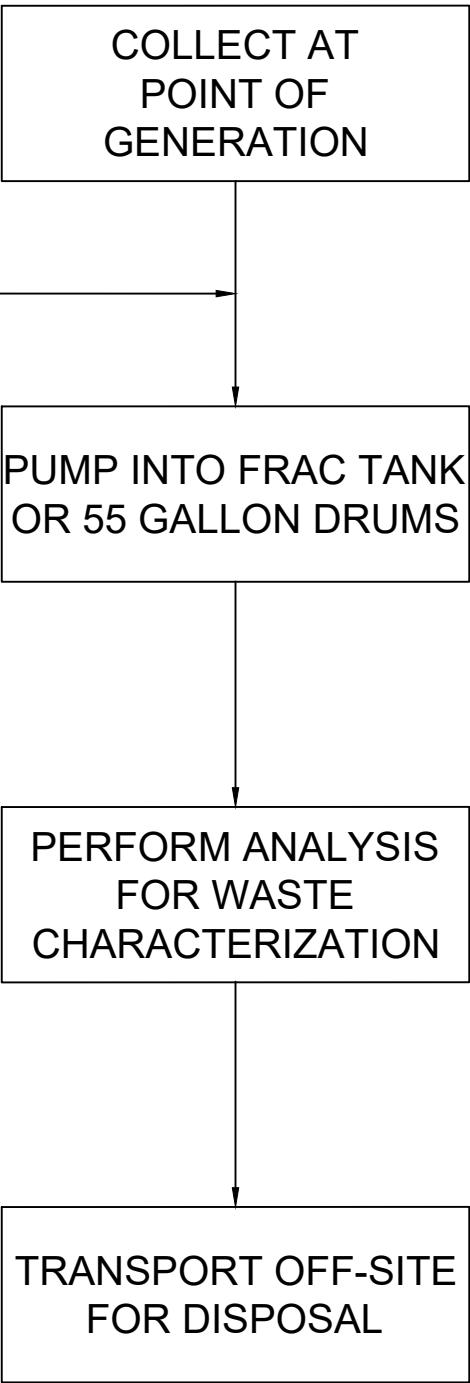 COLLECT AT
POINT OF
GENERATION
PUMP INTO FRAC TANK
OR 55 GALLON DRUMS
PERFORM ANALYSIS
FOR WASTE
CHARACTERIZATION
TRANSPORT OFF-SITE
FOR DISPOSAL